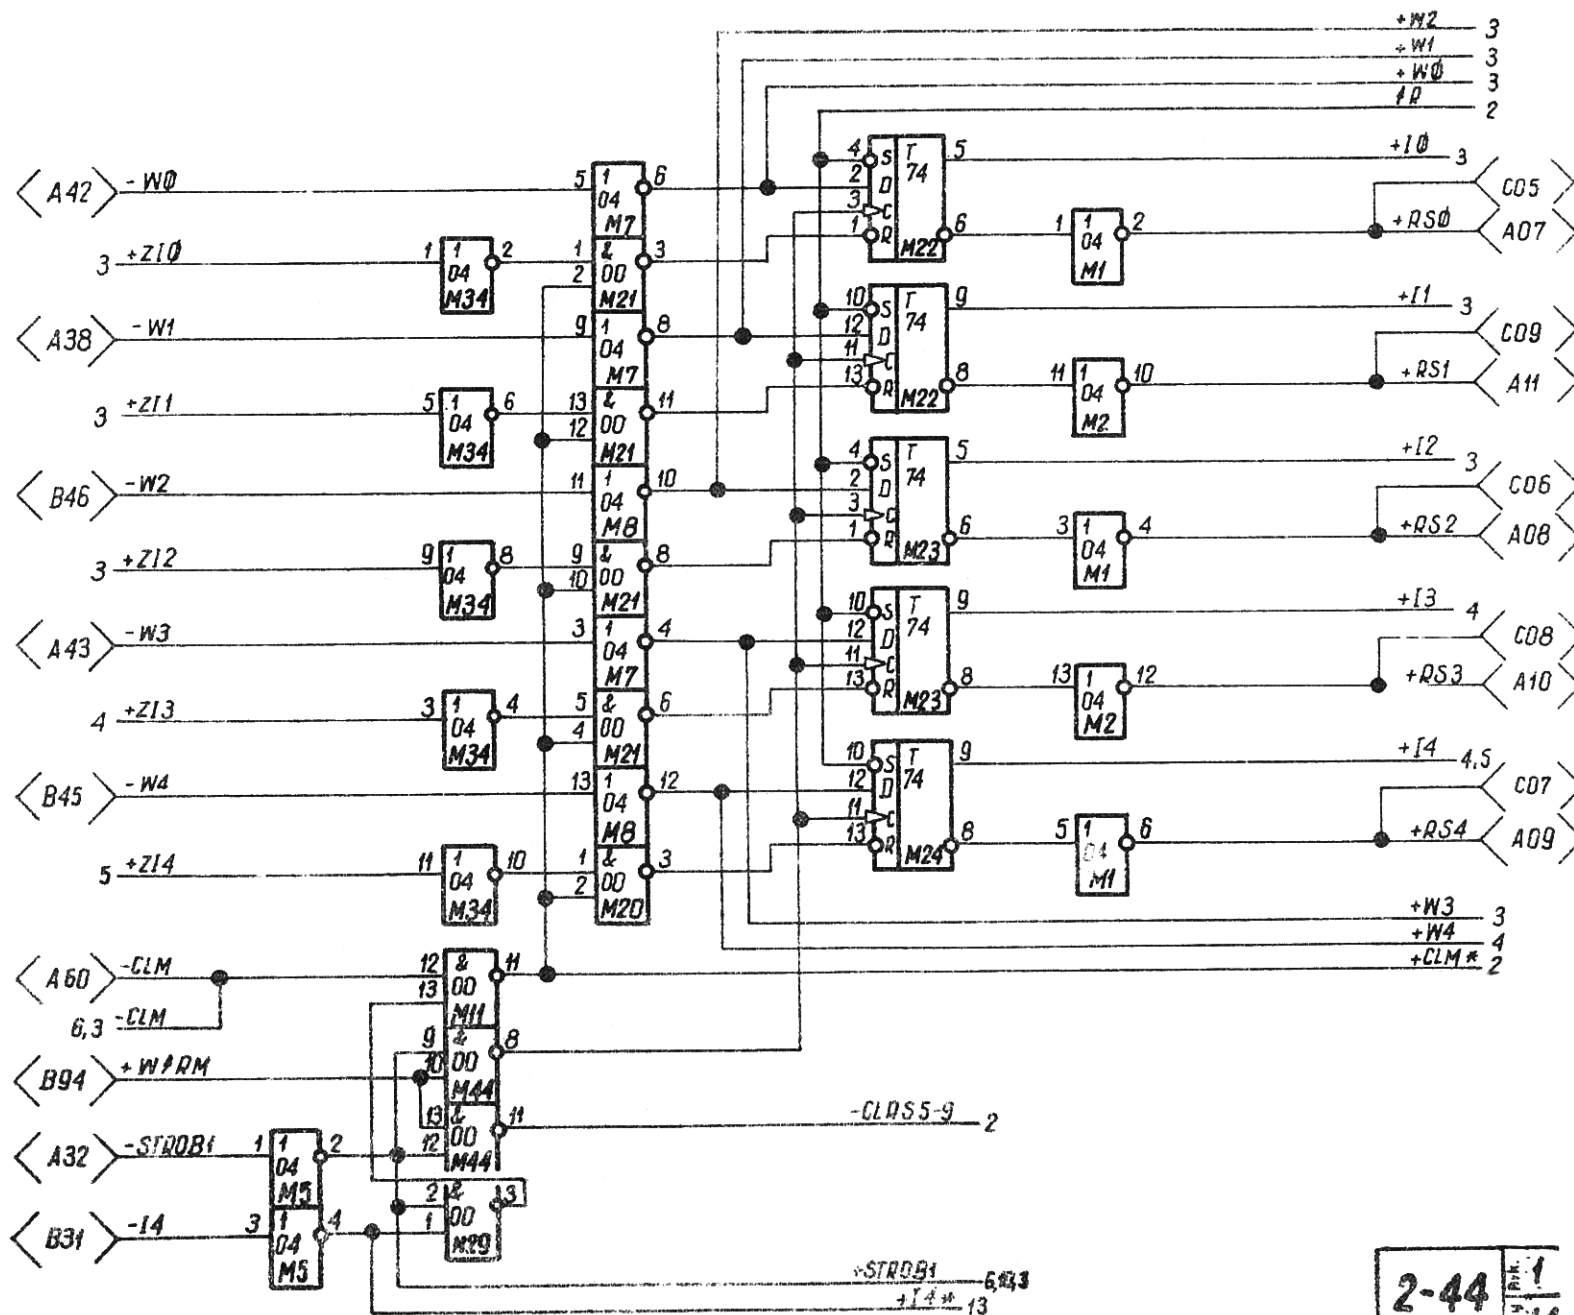 +W2 3
+W1 3
+WØ 3
1R 2
A42 -WØ 5 1 04 M7 6
4 S 2 D 3 C 1 R T 74 M22 5 6
+IØ 3
1 1 04 M1 2
+RSØ C05 A07
3 +ZIØ 1 1 04 M34 2
1 2 & 00 M21 3
A38 -W1 9 1 04 M7 8
10 S 12 D 11 C 13 R T 74 M22 9 8
+I1 3
11 1 04 M2 10
+RS1 C09 A11
3 +ZI1 5 1 04 M34 6
13 12 & 00 M21 11
B46 -W2 11 1 04 M8 10
4 S 2 D 3 C 1 R T 74 M23 5 6
+I2 3
3 1 04 M1 4
+RS2 C06 A08
3 +ZI2 9 1 04 M34 8
9 10 & 00 M21 8
A43 -W3 3 1 04 M7 4
10 S 12 D 11 C 13 R T 74 M23 9 8
+I3 4
13 1 04 M2 12
+RS3 C08 A10
4 +ZI3 3 1 04 M34 4
5 4 & 00 M21 6
B45 -W4 13 1 04 M8 12
10 S 12 D 11 C 13 R T 74 M24 9 8
+I4 4,5
5 1 04 M1 6
+RS4 C07 A09
5 +ZI4 11 1 04 M34 10
1 2 & 00 M20 3
+W3 3
+W4 4
+CLM* 2
A60 -CLM 12 13 & 00 M11 11
6,3 -CLM
9 10 & 00 M44 8
B94 +W1RM
13 12 & 00 M44 11
-CLRS5-9 2
A32 -STROB1 1 1 04 M5 2
2 1 & 00 M29 3
B31 -I4 3 1 04 M5 4
+STROB1
+I4* 13
2-44
1